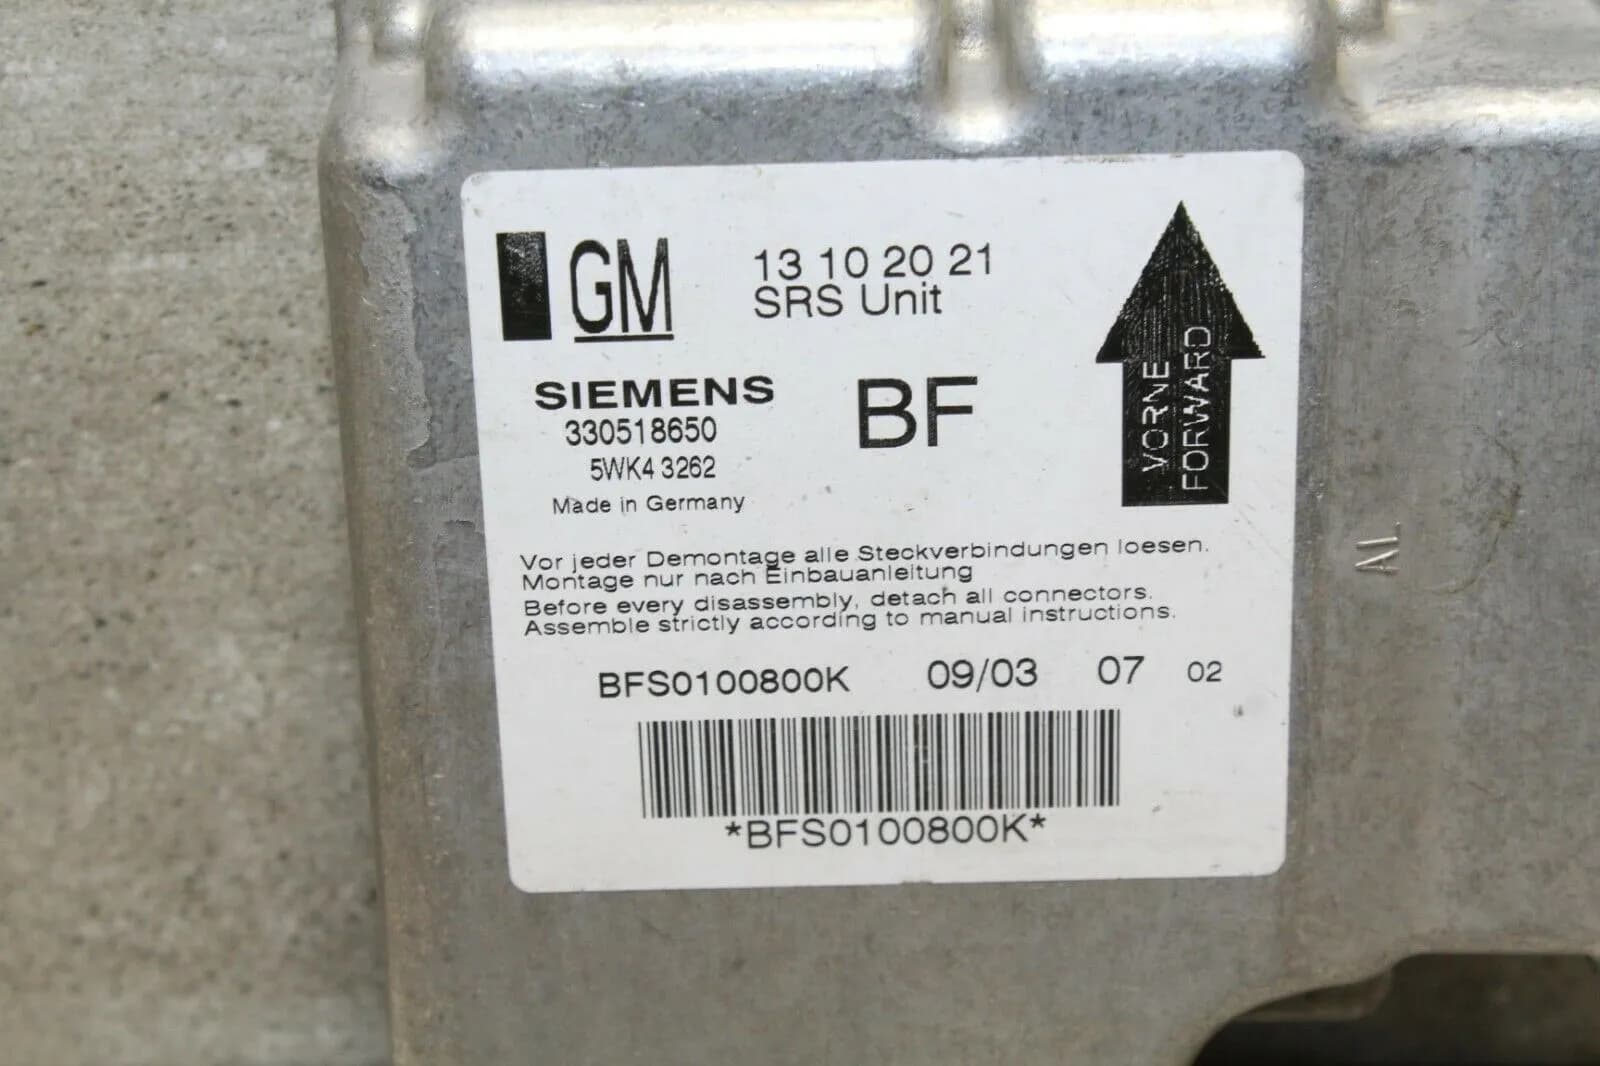 GM
13 10 20 21
SRS Unit
SIEMENS
330518650
5WK4 3262
Made in Germany
BF
VORNE
FORWARD
Vor jeder Demontage alle Steckverbindungen loesen.
Montage nur nach Einbauanleitung
Before every disassembly, detach all connectors.
Assemble strictly according to manual instructions.
BFS0100800K 09/03 07 02
*BFS0100800K*
AL